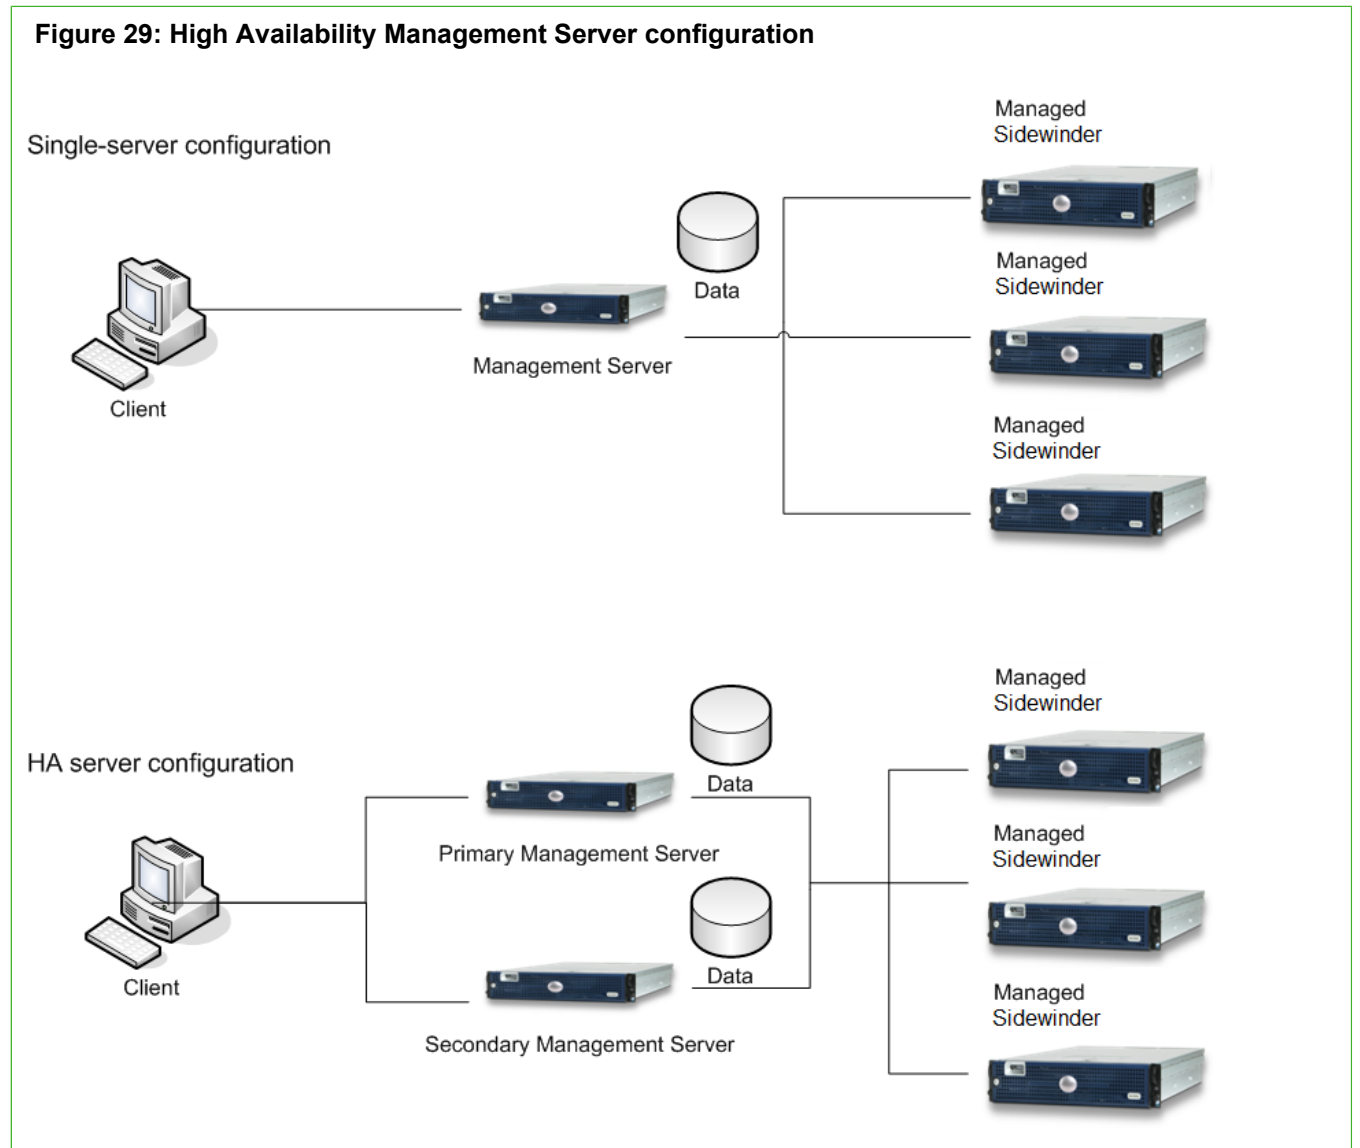 Figure 29: High Availability Management Server configuration
Managed
Sidewinder
Single-server configuration
Managed
Sidewinder
Data
Management Server
Client
Managed
Sidewinder
Managed
Sidewinder
HA server configuration
Data
Managed
Sidewinder
Primary Management Server
Data
Client
Managed
Sidewinder
Secondary Management Server